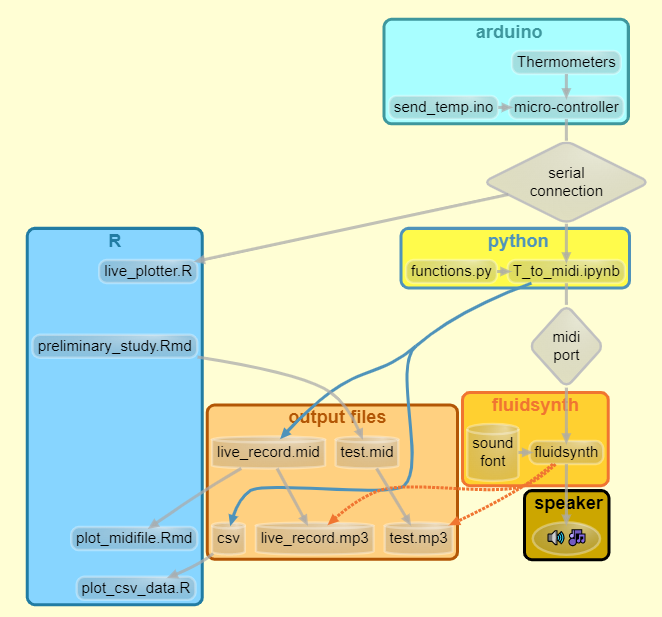 arduino
Thermometers
send_temp.ino
micro-controller
serial
connection
R
python
live_plotter.R
functions.py
T_to_midi.ipynb
midi
port
preliminary_study.Rmd
output files
fluidsynth
live_record.mid
test.mid
sound
font
fluidsynth
speaker
plot_midifile.Rmd
csv
live_record.mp3
test.mp3
plot_csv_data.R